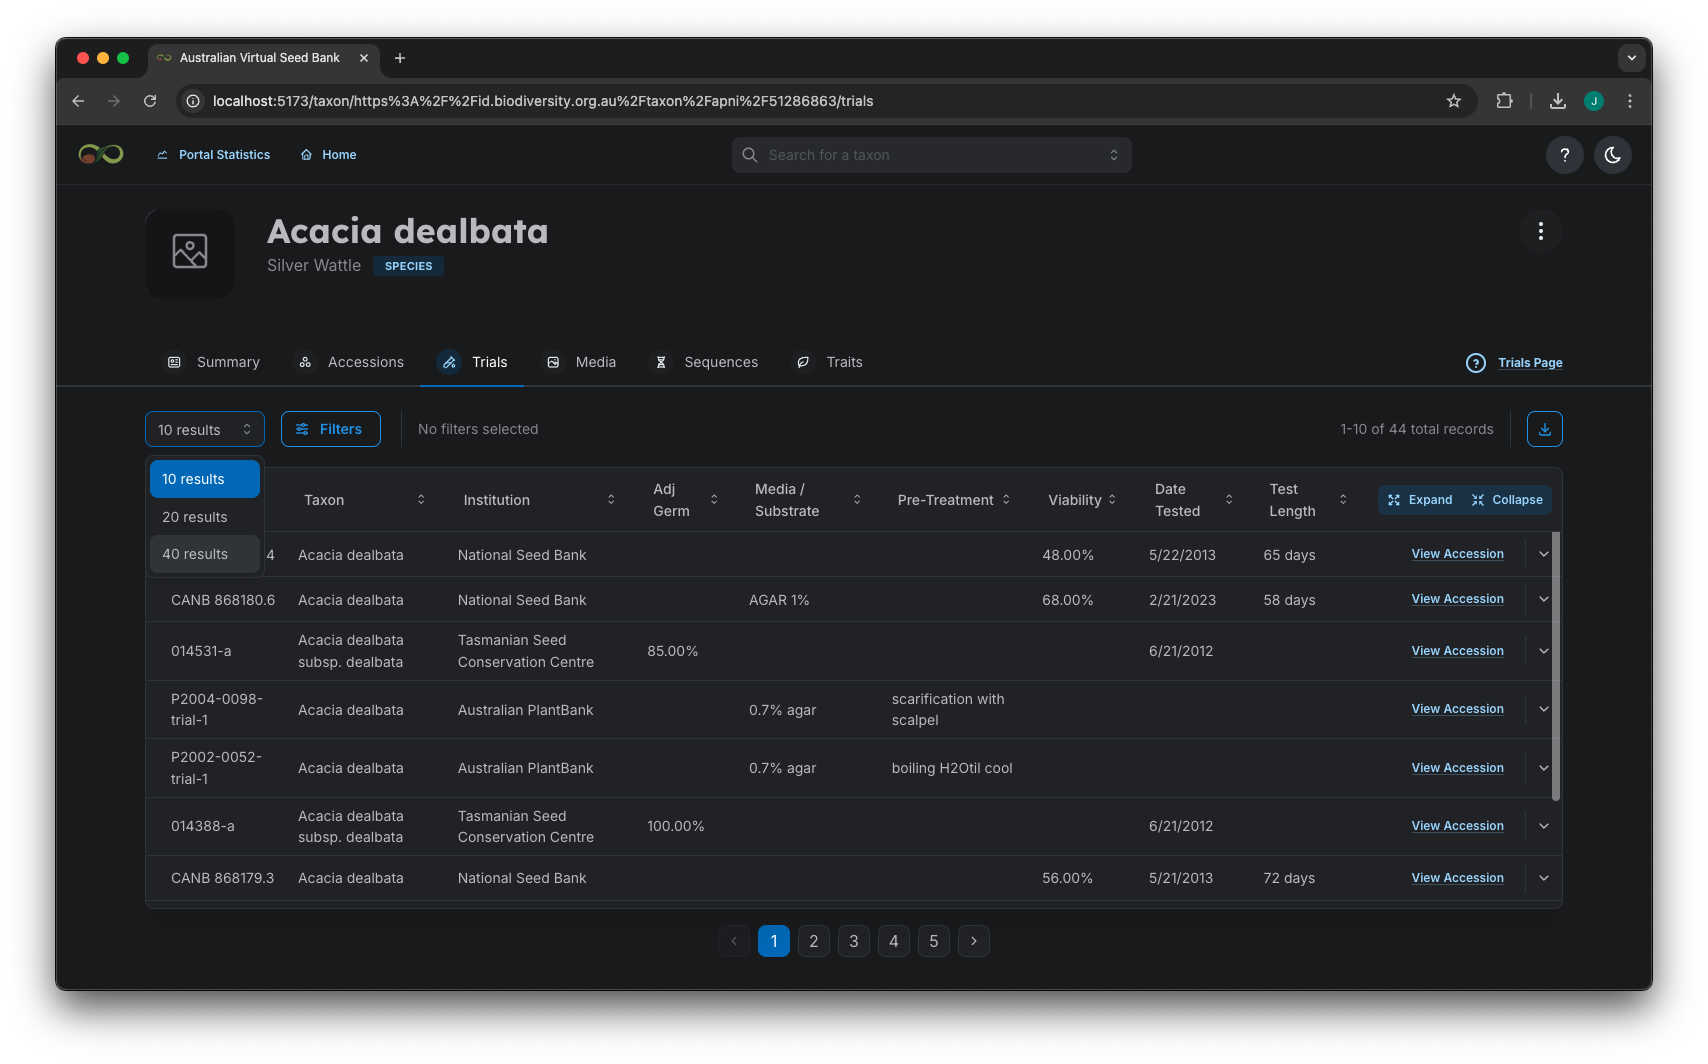 Australian Virtual Seed Bank
localhost:5173/taxon/https%3A%2F%2Fid.biodiversity.org.au%2Ftaxon%2Fapni%2F51286863/trials
J
Portal Statistics
Home
Search for a taxon
?
Acacia dealbata
Silver Wattle
SPECIES
Summary
Accessions
Trials
Media
Sequences
Traits
? Trials Page
10 results
Filters
No filters selected
1-10 of 44 total records
10 results
20 results
40 results
Taxon Institution Adj Germ Media / Substrate Pre-Treatment Viability Date Tested Test Length Expand Collapse
4 Acacia dealbata National Seed Bank 48.00% 5/22/2013 65 days View Accession
CANB 868180.6 Acacia dealbata National Seed Bank AGAR 1% 68.00% 2/21/2023 58 days View Accession
014531-a Acacia dealbata subsp. dealbata Tasmanian Seed Conservation Centre 85.00% 6/21/2012 View Accession
P2004-0098-trial-1 Acacia dealbata Australian PlantBank 0.7% agar scarification with scalpel View Accession
P2002-0052-trial-1 Acacia dealbata Australian PlantBank 0.7% agar boiling H2Otil cool View Accession
014388-a Acacia dealbata subsp. dealbata Tasmanian Seed Conservation Centre 100.00% 6/21/2012 View Accession
CANB 868179.3 Acacia dealbata National Seed Bank 56.00% 5/21/2013 72 days View Accession
1 2 3 4 5